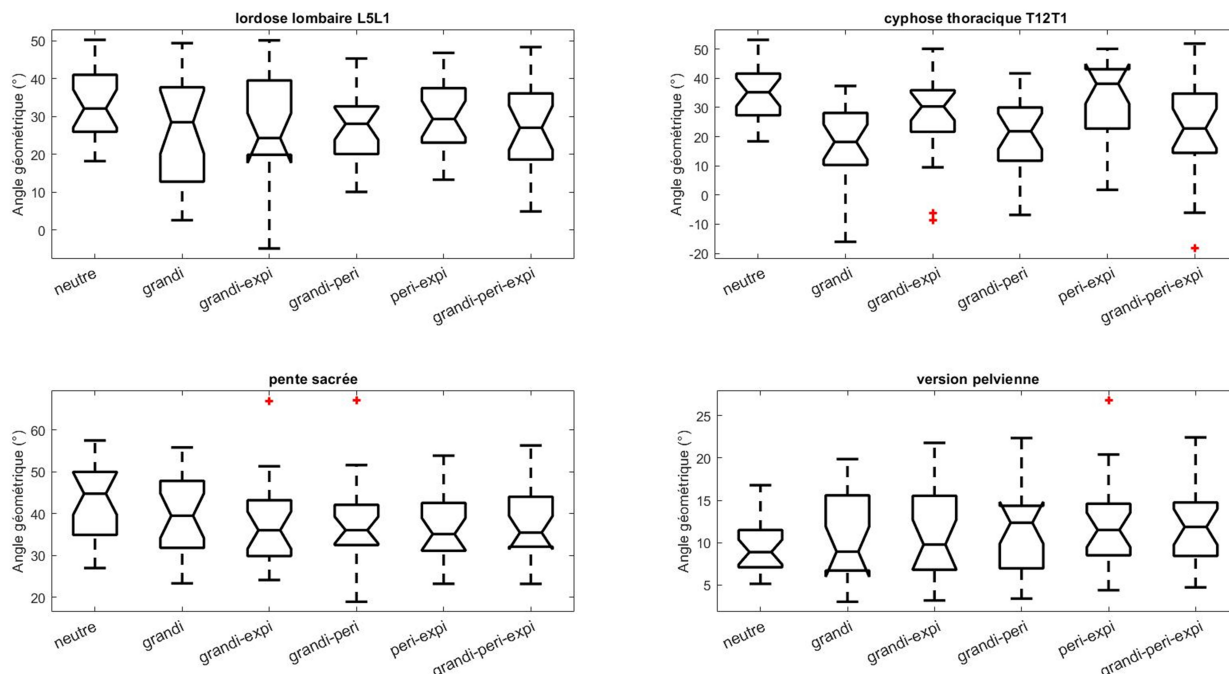 lordose lombaire L5L1
Angle géométrique (°)
50
40
30
20
10
0
neutre
grandi
grandi-expi
grandi-peri
peri-expi
grandi-peri-expi
cyphose thoracique T12T1
Angle géométrique (°)
50
40
30
20
10
0
-10
-20
neutre
grandi
grandi-expi
grandi-peri
peri-expi
grandi-peri-expi
pente sacrée
Angle géométrique (°)
60
50
40
30
20
neutre
grandi
grandi-expi
grandi-peri
peri-expi
grandi-peri-expi
version pelvienne
Angle géométrique (°)
25
20
15
10
5
neutre
grandi
grandi-expi
grandi-peri
peri-expi
grandi-peri-expi